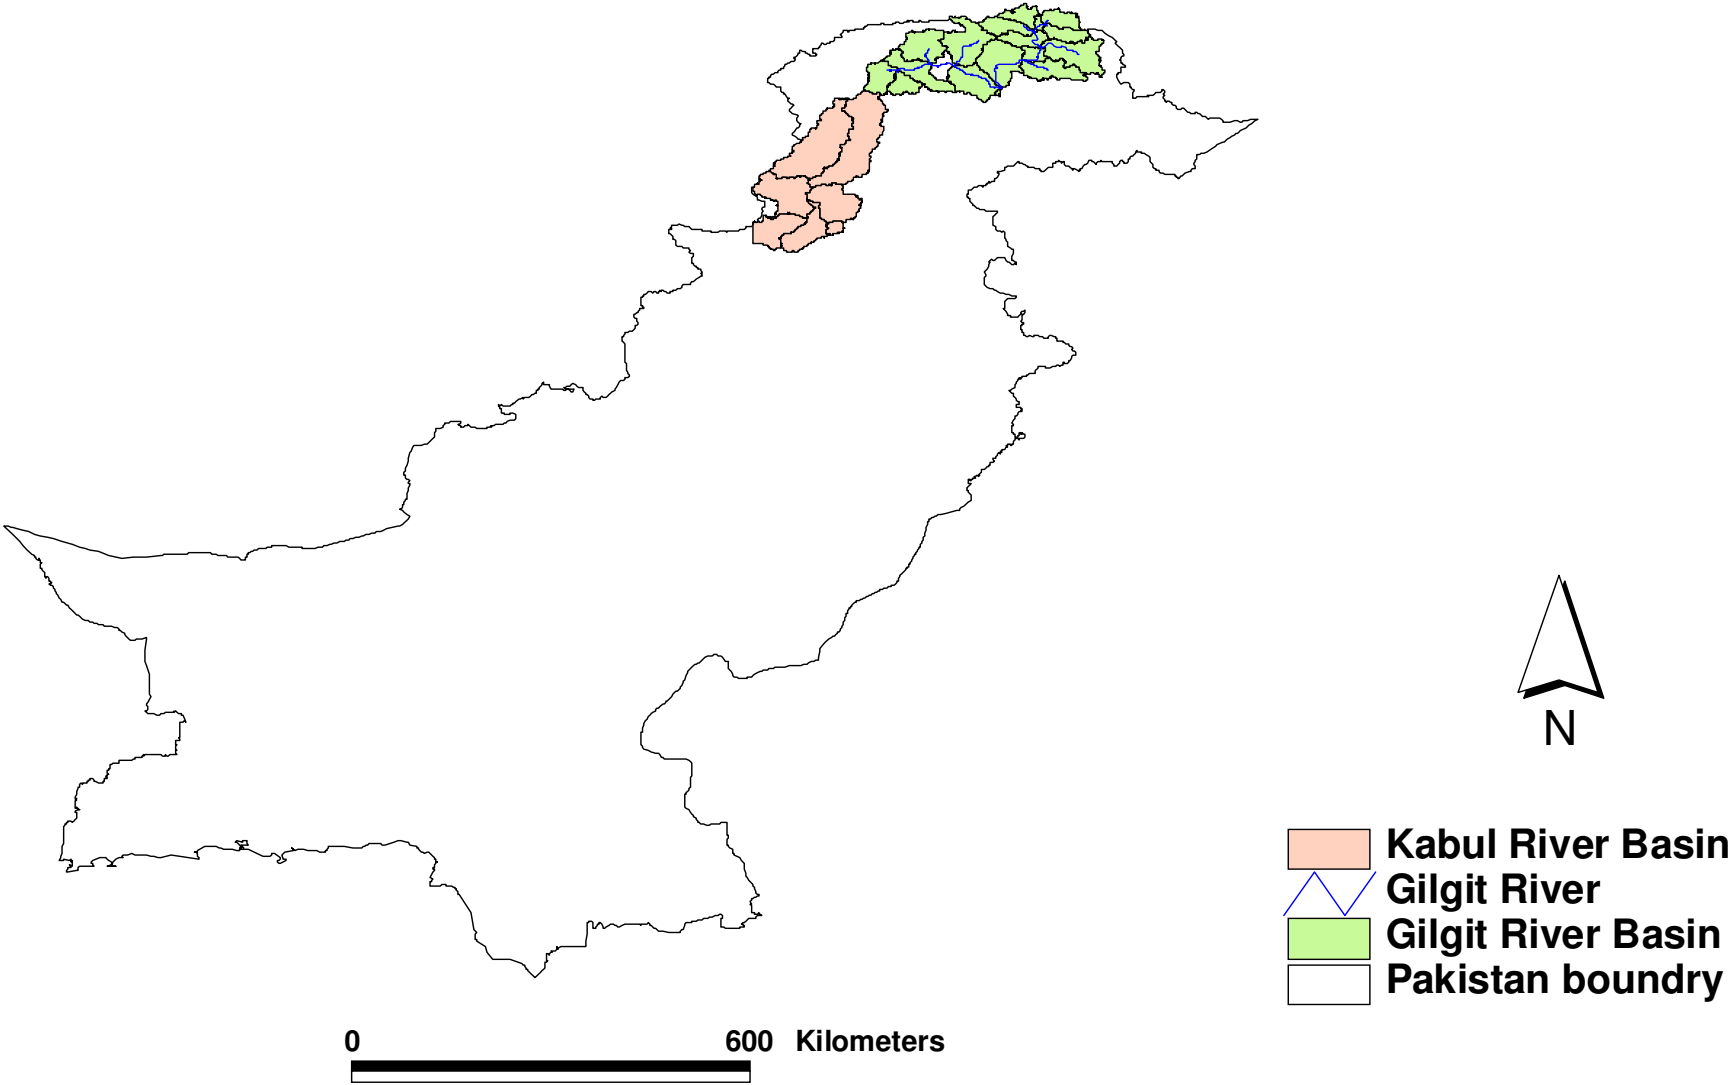 N
Kabul River Basin
Gilgit River
Gilgit River Basin
Pakistan boundry
0 600 Kilometers